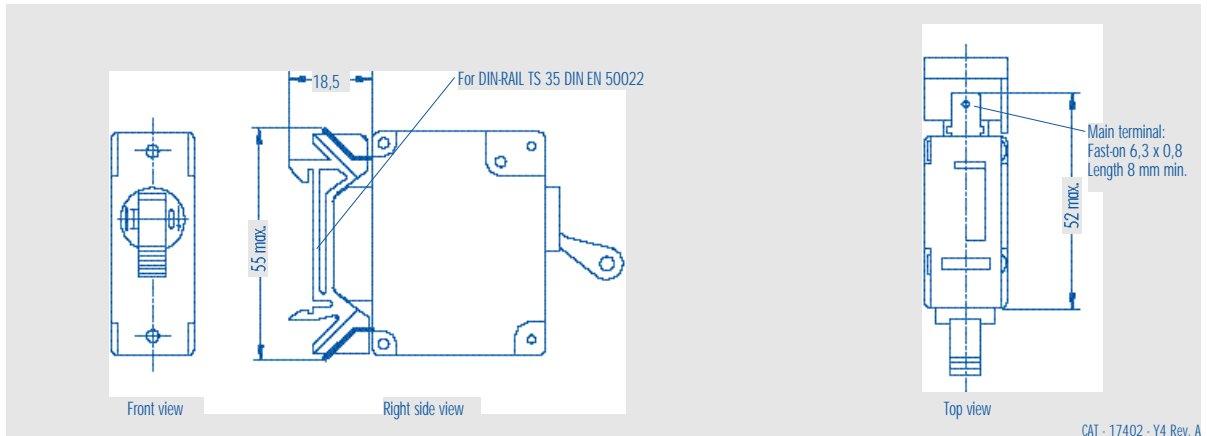 18,5
For DIN-RAIL TS 35 DIN EN 50022
55 max.
Main terminal:
Fast-on 6,3 x 0,8
Length 8 mm min.
52 max.
Front view
Right side view
Top view
CAT - 17402 - Y4 Rev. A